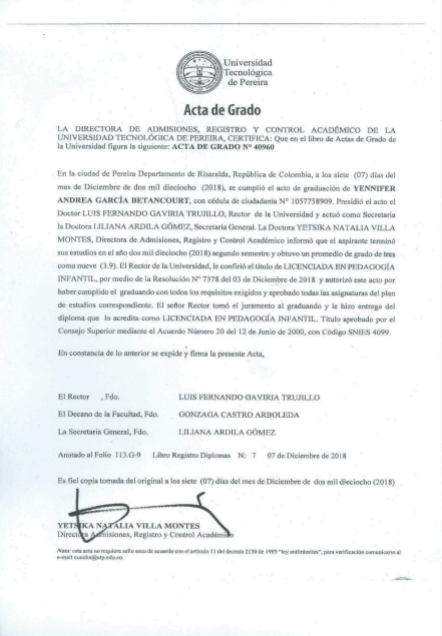 Universidad
Tecnológica
de Pereira
Acta de Grado
LA DIRECTORA DE ADMISIONES, REGISTRO Y CONTROL ACADÉMICO DE LA
UNIVERSIDAD TECNOLÓGICA DE PEREIRA, CERTIFICA: Que en el libro de Actas de Grado de
la Universidad figura la siguiente: ACTA DE GRADO Nº 40960
En la ciudad de Pereira Departamento de Risaralda, República de Colombia, a los siete (07) días del
mes de Diciembre de dos mil dieciocho (2018), se cumplió el acto de graduación de YENNIFER
ANDREA GARCÍA BETANCOURT, con cédula de ciudadanía Nº 1057758909. Presidió el acto el
Doctor LUIS FERNANDO GAVIRIA TRUJILLO, Rector de la Universidad y actuó como Secretaria
la Doctora LILIANA ARDILA GÓMEZ, Secretaria General. La Doctora YETSIKA NATALIA VILLA
MONTES, Directora de Admisiones, Registro y Control Académico informó que el aspirante terminó
sus estudios en el año dos mil dieciocho (2018) segundo semestre y obtuvo un promedio de grado de tres
coma nueve (3.9). El Rector de la Universidad, le confirió el título de LICENCIADA EN PEDAGOGÍA
INFANTIL, por medio de la Resolución Nº 7378 del 03 de Diciembre de 2018 y autorizó este acto por
haber cumplido el graduando con todos los requisitos exigidos y aprobado todas las asignaturas del plan
de estudios correspondiente. El señor Rector tomó el juramento al graduando y le hizo entrega del
diploma que lo acredita como LICENCIADA EN PEDAGOGÍA INFANTIL. Título aprobado por el
Consejo Superior mediante el Acuerdo Número 20 del 12 de Junio de 2000, con Código SNIES 4099.
En constancia de lo anterior se expide y firma la presente Acta,
El Rector , Fdo. LUIS FERNANDO GAVIRIA TRUJILLO
El Decano de la Facultad, Fdo. GONZAGA CASTRO ARBOLEDA
La Secretaria General, Fdo. LILIANA ARDILA GÓMEZ
Anotado al Folio 113.G-9 Libro Registro Diplomas N: 7 07 de Diciembre de 2018
Es fiel copia tomada del original a los siete (07) días del mes de Diciembre de dos mil dieciocho (2018)
YETSIKA NATALIA VILLA MONTES
Directora Admisiones, Registro y Control Académico
Nota: esta acta no requiere sello seco de acuerdo con el artículo 11 del decreto 2150 de 1995 "ley antitrámites"; para verificación comunicarse al